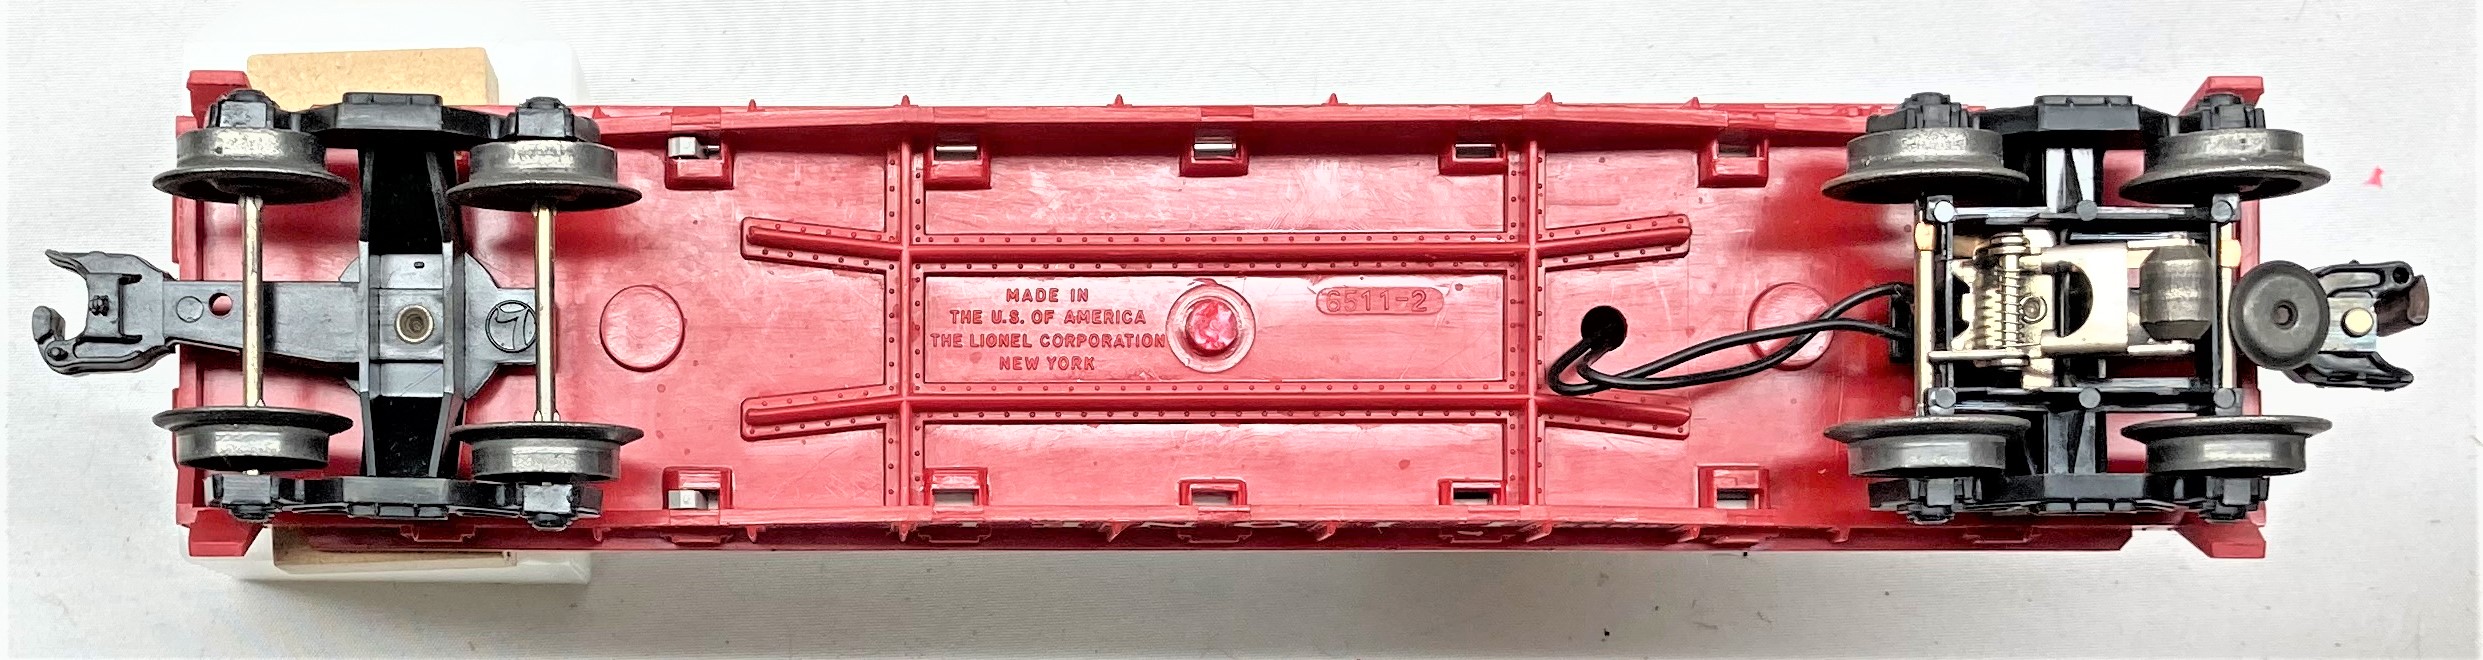 MADE IN
THE U.S. OF AMERICA
THE LIONEL CORPORATION
NEW YORK
6511-2